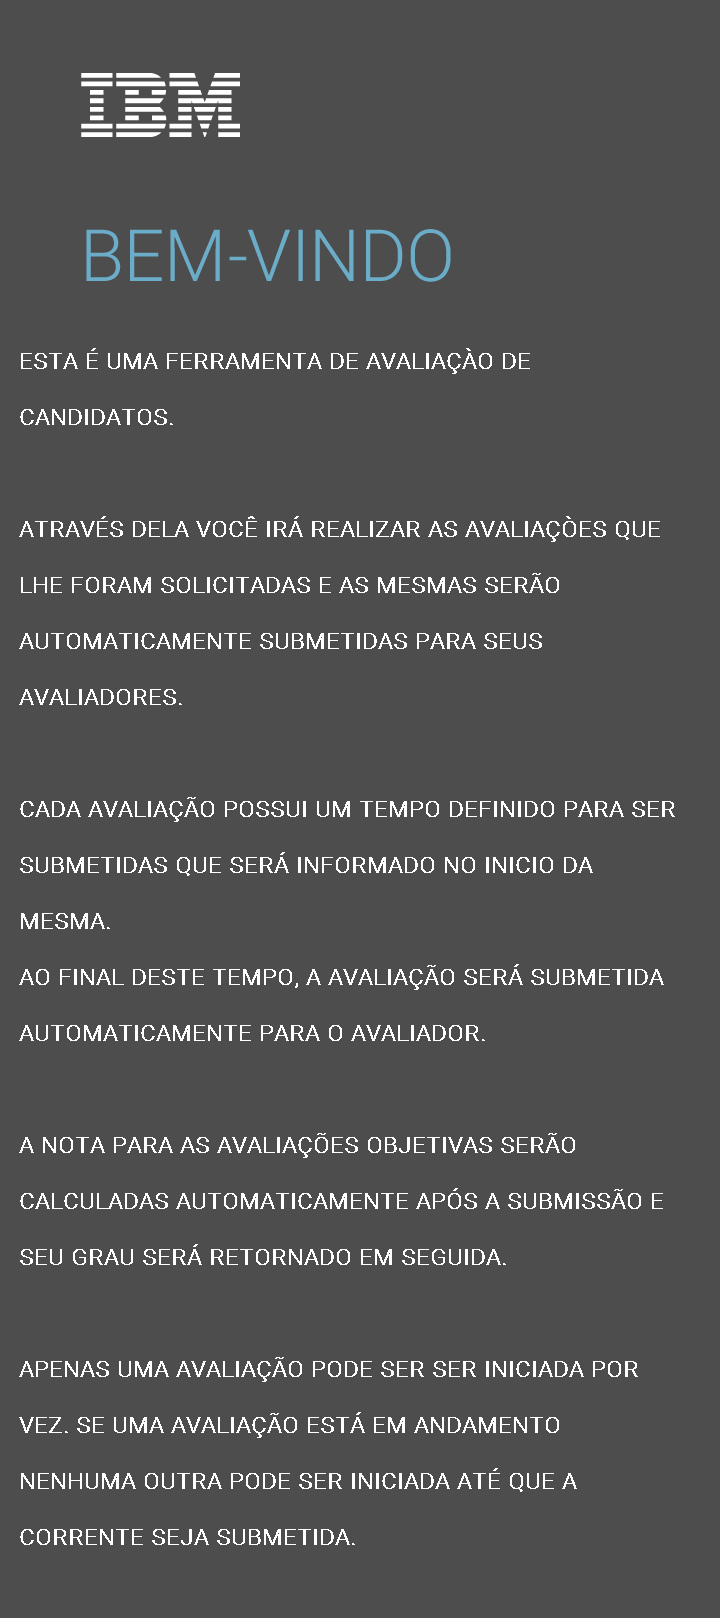 IBM
BEM-VINDO
ESTA É UMA FERRAMENTA DE AVALIAÇÀO DE
CANDIDATOS.
ATRAVÉS DELA VOCÊ IRÁ REALIZAR AS AVALIAÇÒES QUE
LHE FORAM SOLICITADAS E AS MESMAS SERÃO
AUTOMATICAMENTE SUBMETIDAS PARA SEUS
AVALIADORES.
CADA AVALIAÇÃO POSSUI UM TEMPO DEFINIDO PARA SER
SUBMETIDAS QUE SERÁ INFORMADO NO INICIO DA
MESMA.
AO FINAL DESTE TEMPO, A AVALIAÇÃO SERÁ SUBMETIDA
AUTOMATICAMENTE PARA O AVALIADOR.
A NOTA PARA AS AVALIAÇÕES OBJETIVAS SERÃO
CALCULADAS AUTOMATICAMENTE APÓS A SUBMISSÃO E
SEU GRAU SERÁ RETORNADO EM SEGUIDA.
APENAS UMA AVALIAÇÃO PODE SER SER INICIADA POR
VEZ. SE UMA AVALIAÇÃO ESTÁ EM ANDAMENTO
NENHUMA OUTRA PODE SER INICIADA ATÉ QUE A
CORRENTE SEJA SUBMETIDA.